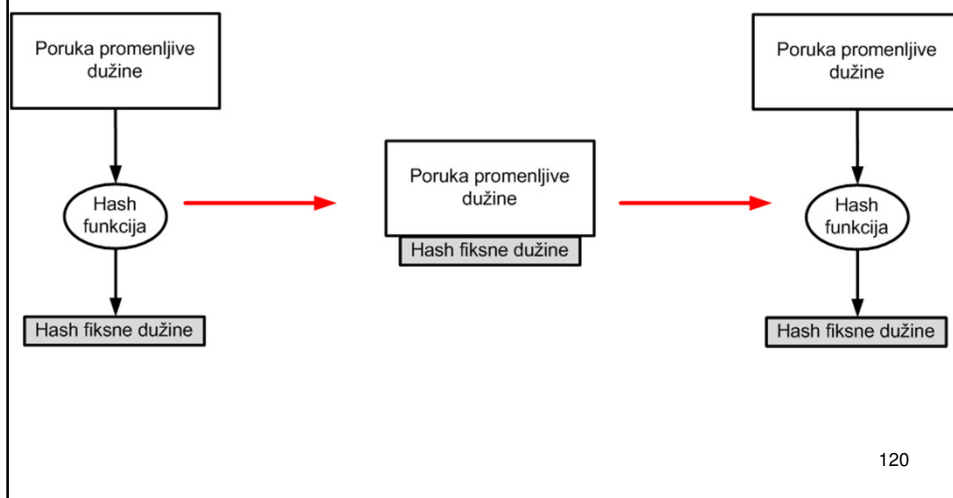 Poruka promenljive
dužine
Hash
funkcija
Hash fiksne dužine
Poruka promenljive
dužine
Hash fiksne dužine
Poruka promenljive
dužine
Hash
funkcija
Hash fiksne dužine
120